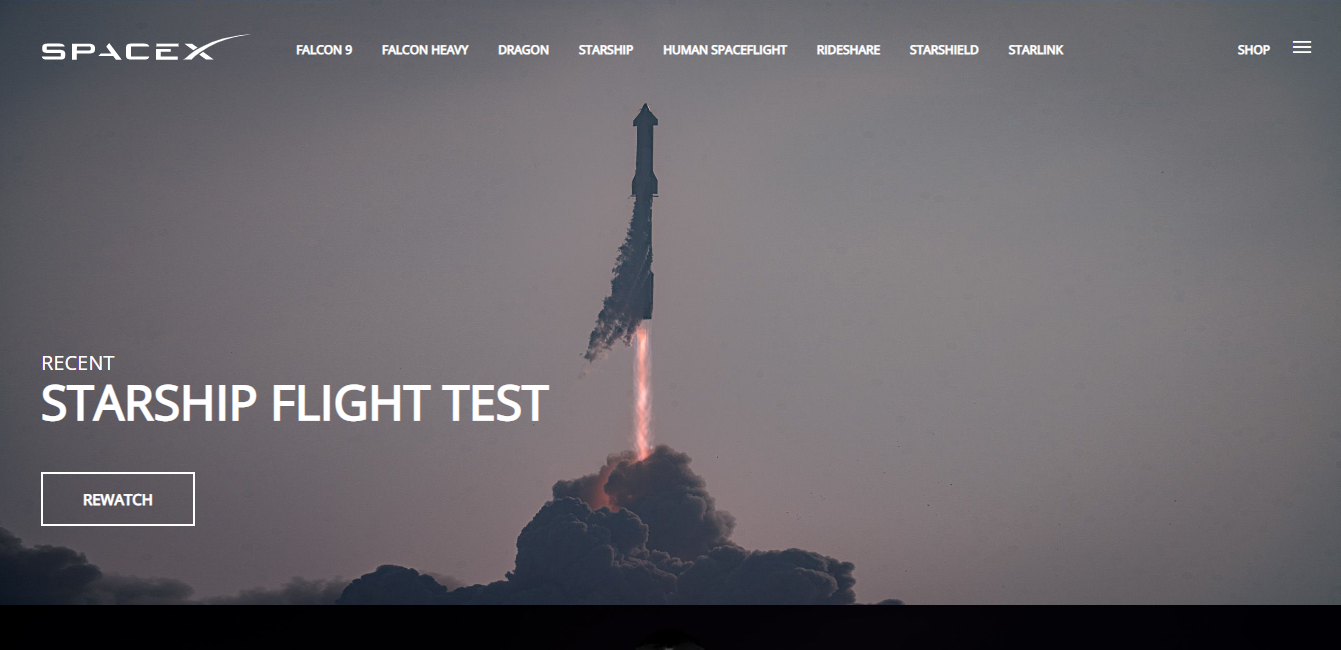 SPACEX FALCON 9 FALCON HEAVY DRAGON STARSHIP HUMAN SPACEFLIGHT RIDESHARE STARSHIELD STARLINK SHOP
RECENT
STARSHIP FLIGHT TEST
REWATCH